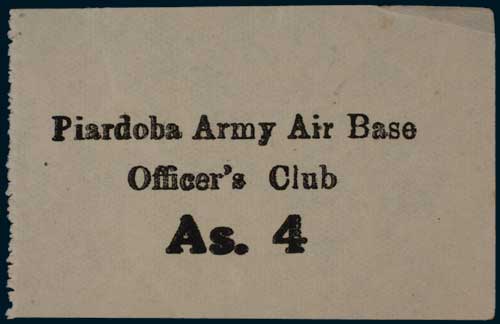 Piardoba Army Air Base
Officer's Club
As. 4